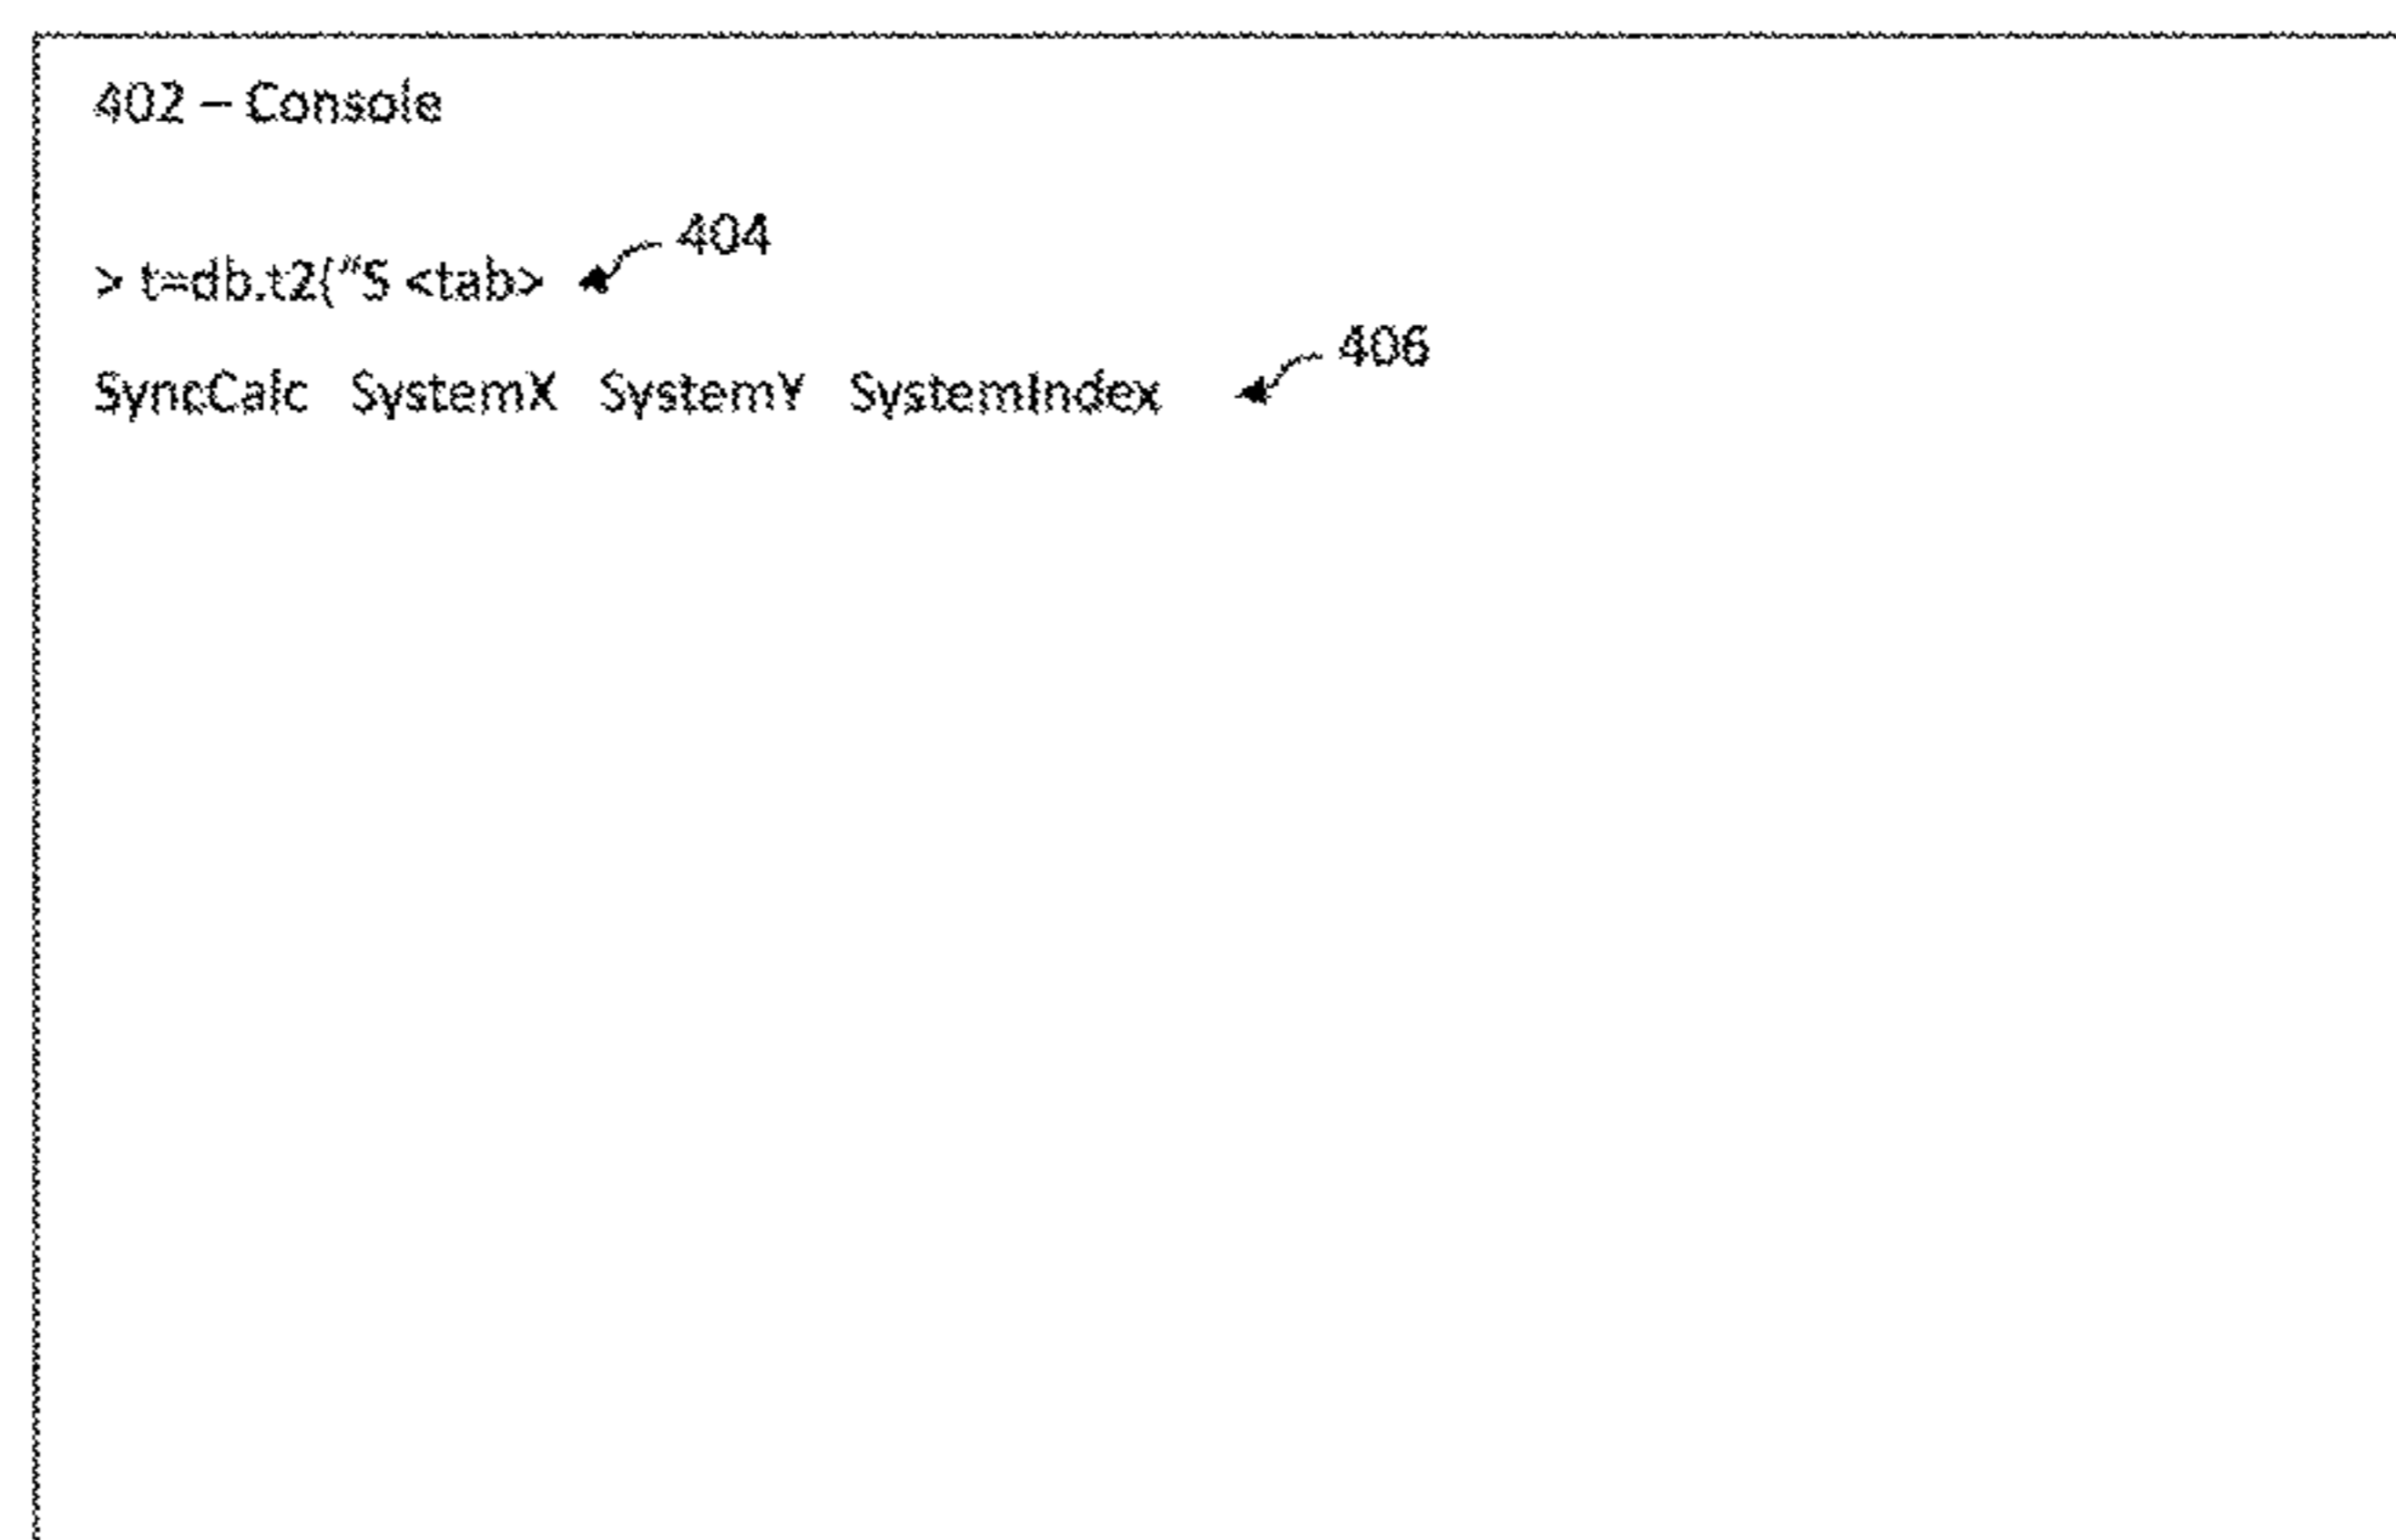 402 – Console
404
> t=db.t2("S <tab>
406
SyncCalc SystemX SystemY SystemIndex